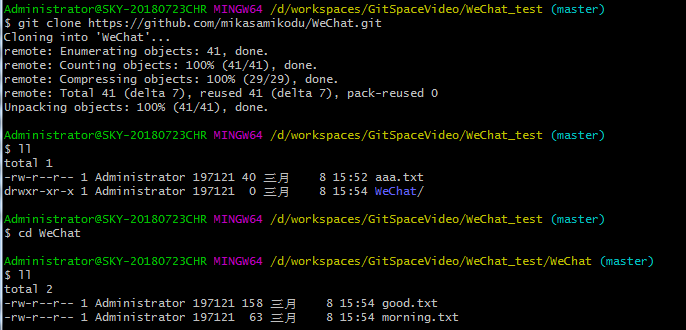 Administrator@SKY-20180723CHR MINGW64 /d/workspaces/GitSpaceVideo/WeChat_test (master)
$ git clone https://github.com/mikasamikodu/WeChat.git
Cloning into 'WeChat'...
remote: Enumerating objects: 41, done.
remote: Counting objects: 100% (41/41), done.
remote: Compressing objects: 100% (29/29), done.
remote: Total 41 (delta 7), reused 41 (delta 7), pack-reused 0
Unpacking objects: 100% (41/41), done.
Administrator@SKY-20180723CHR MINGW64 /d/workspaces/GitSpaceVideo/WeChat_test (master)
$ ll
total 1
-rw-r--r-- 1 Administrator 197121 40 三月    8 15:52 aaa.txt
drwxr-xr-x 1 Administrator 197121  0 三月    8 15:54 WeChat/
Administrator@SKY-20180723CHR MINGW64 /d/workspaces/GitSpaceVideo/WeChat_test (master)
$ cd WeChat
Administrator@SKY-20180723CHR MINGW64 /d/workspaces/GitSpaceVideo/WeChat_test/WeChat (master)
$ ll
total 2
-rw-r--r-- 1 Administrator 197121 158 三月    8 15:54 good.txt
-rw-r--r-- 1 Administrator 197121  63 三月    8 15:54 morning.txt